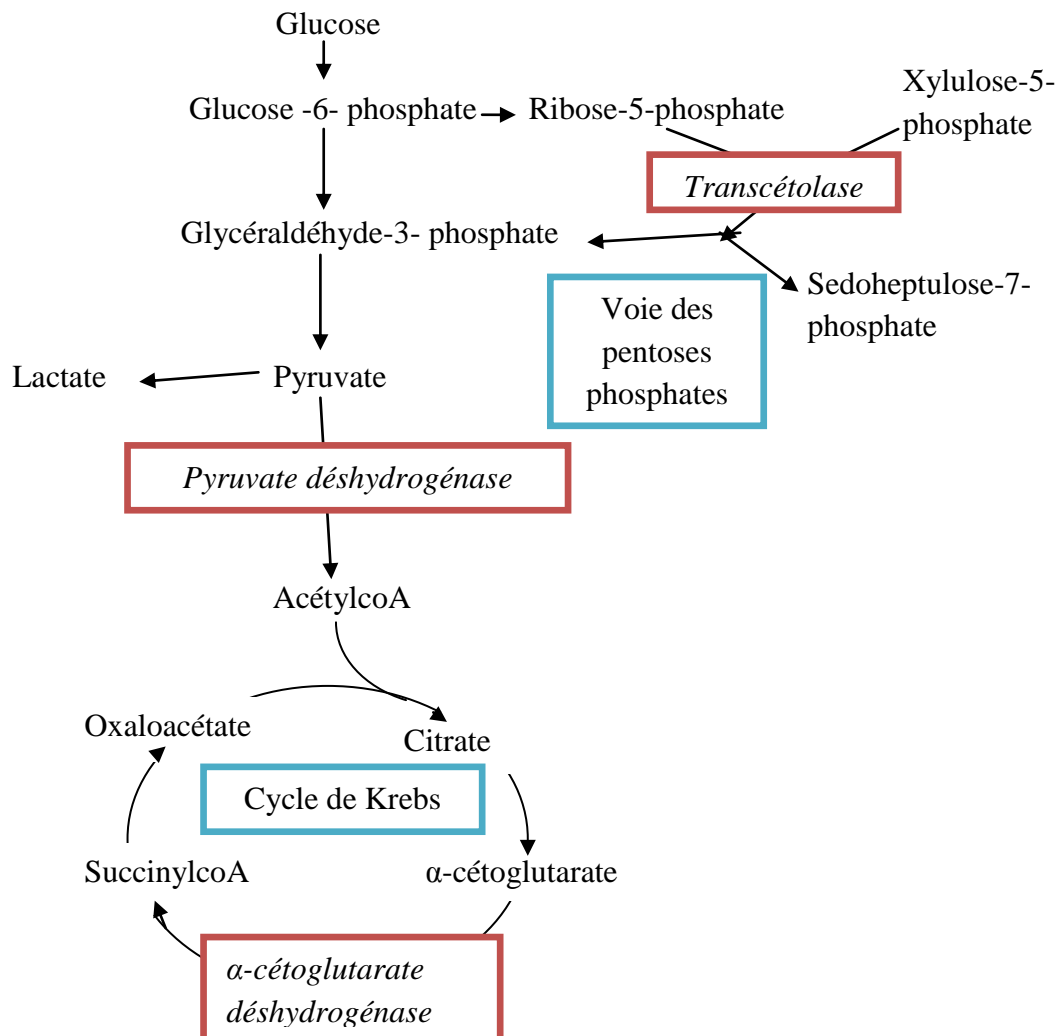 Glucose
Glucose -6- phosphate
Ribose-5-phosphate
Xylulose-5-
phosphate
Transcétolase
Glycéraldéhyde-3- phosphate
Sedoheptulose-7-
phosphate
Voie des
pentoses
phosphates
Lactate
Pyruvate
Pyruvate déshydrogénase
AcétylcoA
Oxaloacétate
Citrate
Cycle de Krebs
SuccinylcoA
α-cétoglutarate
α-cétoglutarate
déshydrogénase